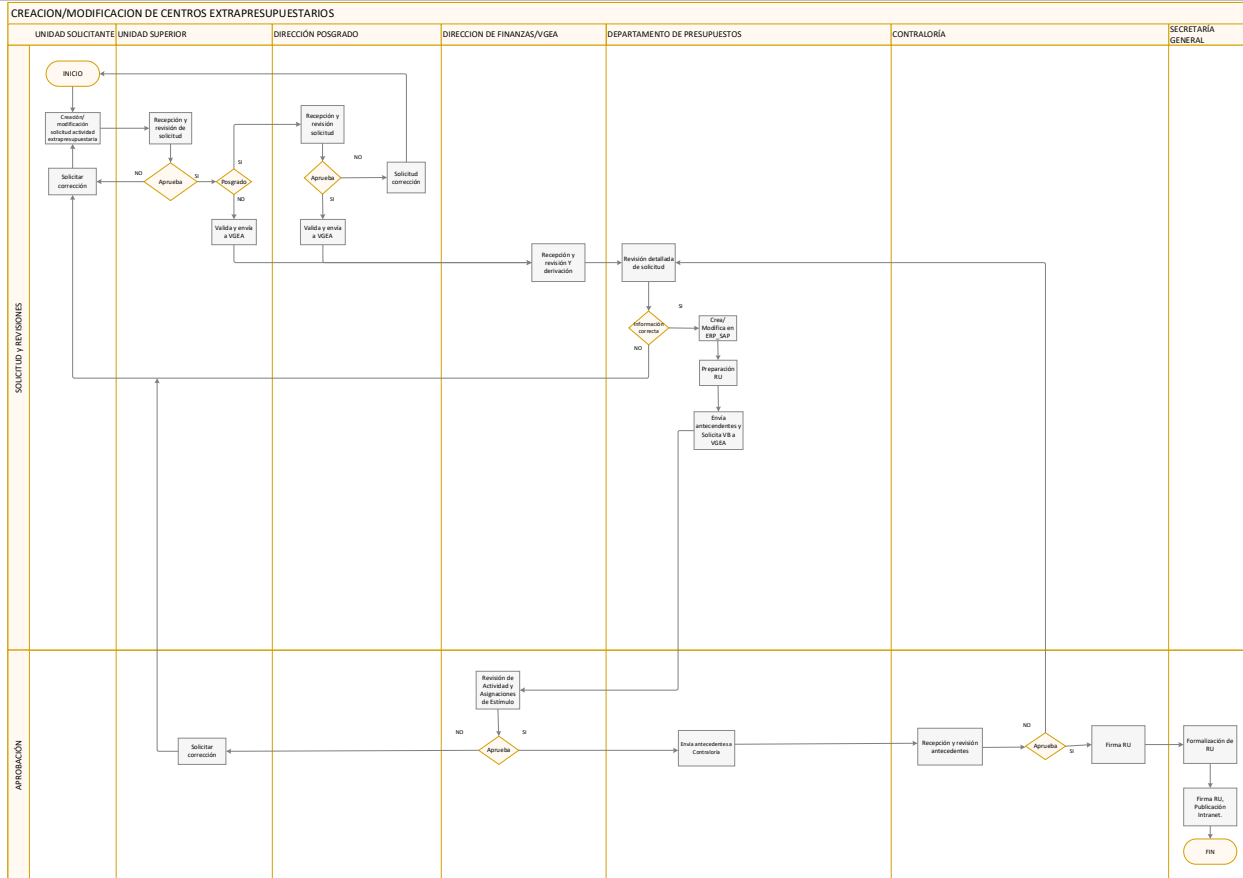 CREACION/MODIFICACION DE CENTROS EXTRAPRESUPUESTARIOS
UNIDAD SOLICITANTE
UNIDAD SUPERIOR
DIRECCIÓN POSGRADO
DIRECCION DE FINANZAS/VGEA
DEPARTAMENTO DE PRESUPUESTOS
CONTRALORÍA
SECRETARÍA
GENERAL
SOLICITUD y REVISIONES
INICIO
Creación/
modificación
solicitud actividad
extrapresupuestaria
Solicitar
corrección
Recepción y
revisión de
solicitud
NO
Aprueba
SI
Posgrado
SI
NO
Valida y envía
a VGEA
Recepción y
revisión
solicitud
Aprueba
NO
SI
Solicitud
corrección
Valida y envía
a VGEA
Recepción y
revisión Y
derivación
Revisión detallada
de solicitud
Información
correcta
SI
NO
Crea/
Modifica en
ERP_SAP
Preparación
RU
Envía
antecendentes y
Solicita VB a
VGEA
APROBACIÓN
Solicitar
corrección
Revisión de
Actividad y
Asignaciones
de Estímulo
NO
SI
Aprueba
Envía antecedentes a
Contraloría
Recepción y revisión
antecedentes
NO
Aprueba
SI
Firma RU
Formalización de
RU
Firma RU,
Publicación
Intranet.
FIN